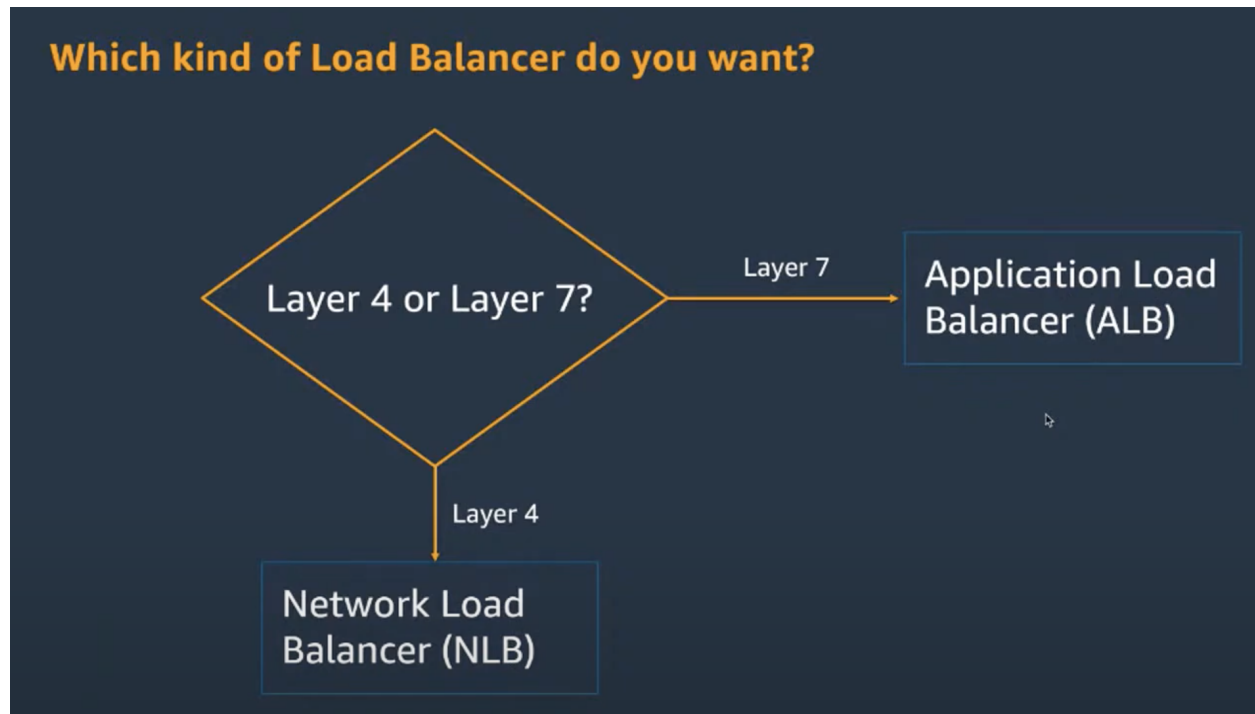 Which kind of Load Balancer do you want?
Layer 4 or Layer 7?
Layer 7
Application Load
Balancer (ALB)
Layer 4
Network Load
Balancer (NLB)